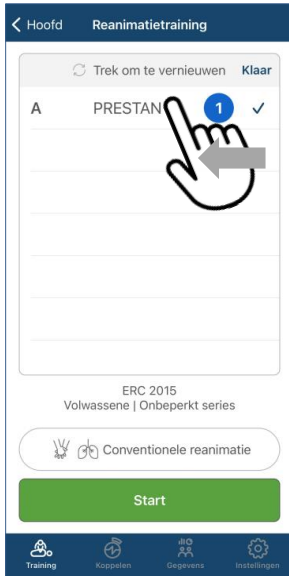 Hoofd Reanimatietraining
Trek om te vernieuwen Klaar
A PRESTAN 1
ERC 2015
Volwassene | Onbeperkt series
Conventionele reanimatie
Start
Training Koppelen Gegevens Instellingen